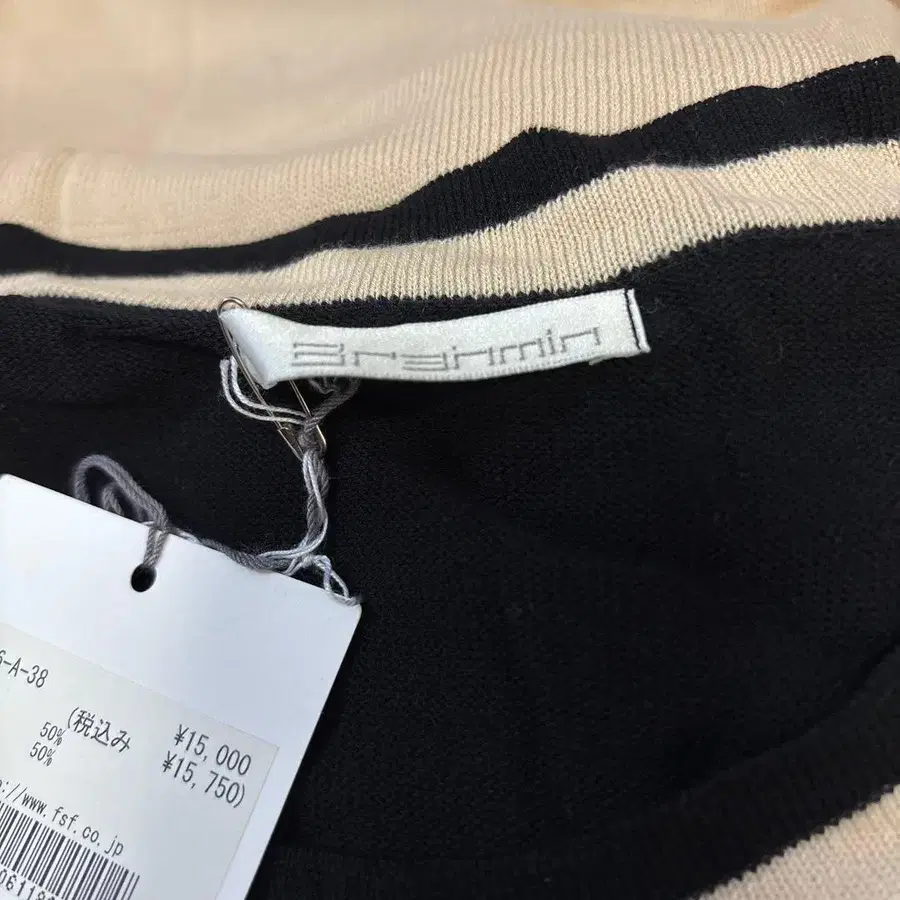 Brahmin
6-A-38
¥15,000
50% (税込み ¥15,750)
50%
://www.fsf.co.jp